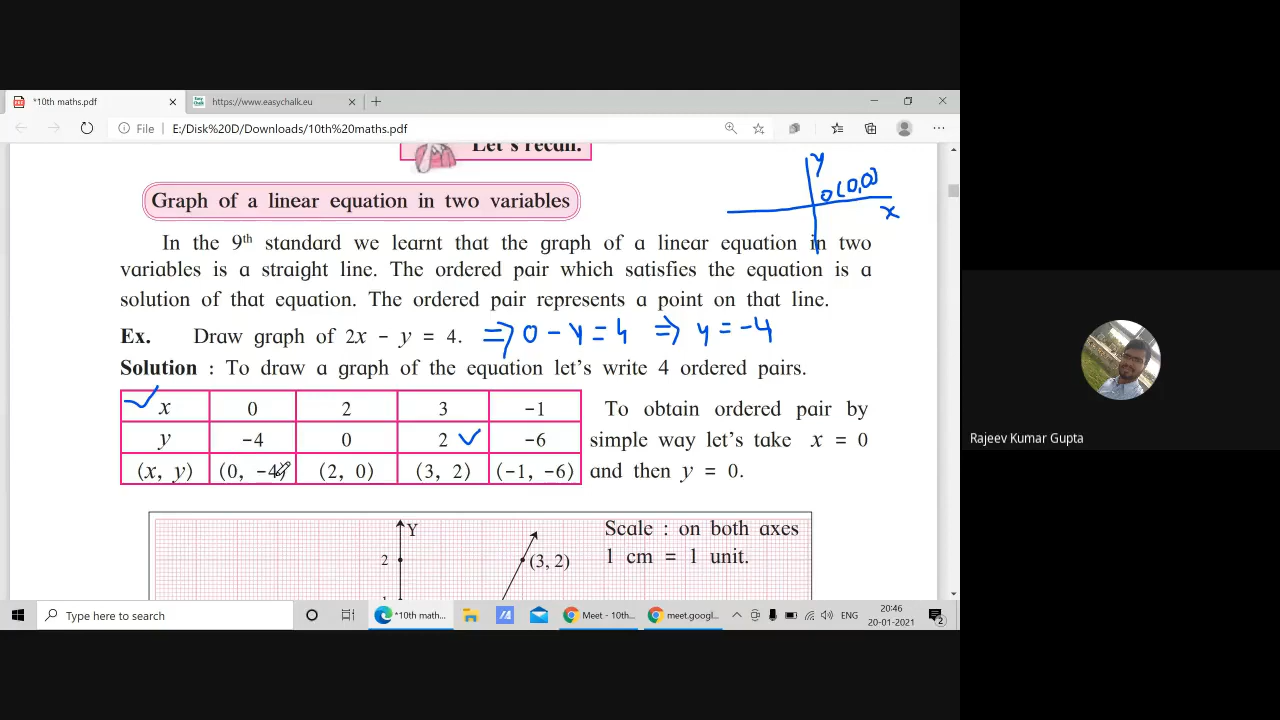 *10th maths.pdf
https://www.easychalk.eu
File
E:/Disk%20D/Downloads/10th%20maths.pdf
Let's recall.
y
0(0,0)
x
Graph of a linear equation in two variables
In the 9th standard we learnt that the graph of a linear equation in two
variables is a straight line. The ordered pair which satisfies the equation is a
solution of that equation. The ordered pair represents a point on that line.
Ex. Draw graph of 2x - y = 4. ⇒ 0 - y = 4 ⇒ y = -4
Solution : To draw a graph of the equation let's write 4 ordered pairs.
x 0 2 3 -1
y -4 0 2 -6
(x, y) (0, -4) (2, 0) (3, 2) (-1, -6)
To obtain ordered pair by
simple way let's take x = 0
and then y = 0.
Y
Scale : on both axes
1 cm = 1 unit.
2
(3, 2)
1
Rajeev Kumar Gupta
Type here to search
*10th math...
Meet - 10th...
meet.googl...
ENG
20:46
20-01-2021
2